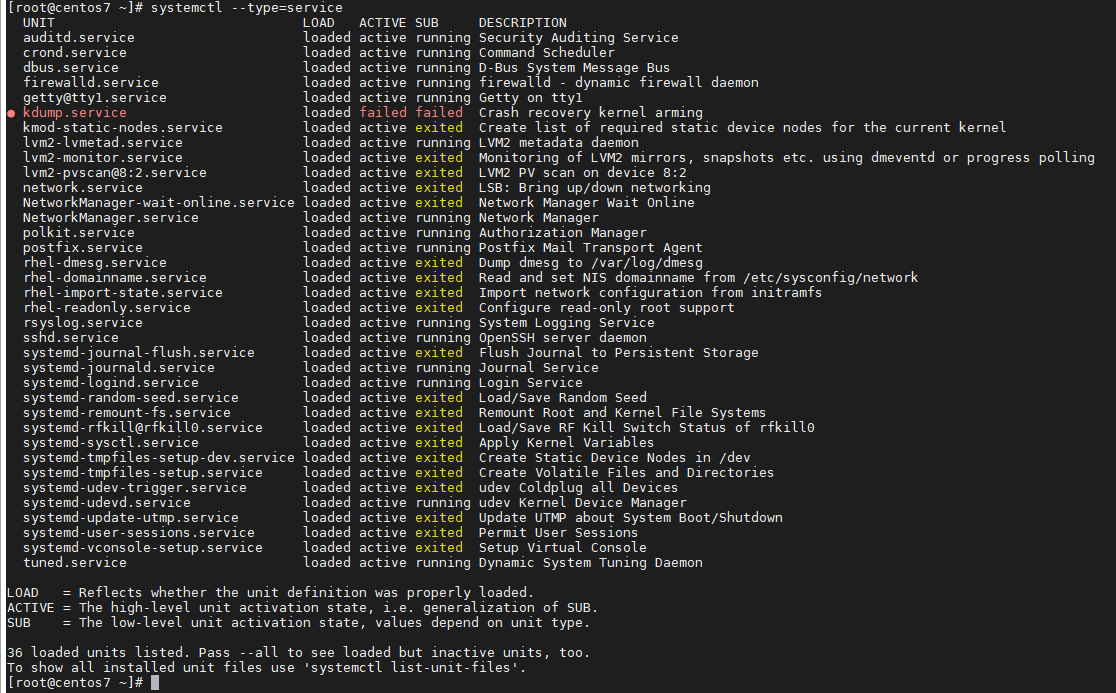 [root@centos7 ~]# systemctl --type=service
  UNIT                               LOAD   ACTIVE SUB     DESCRIPTION
  auditd.service                     loaded active running Security Auditing Service
  crond.service                      loaded active running Command Scheduler
  dbus.service                       loaded active running D-Bus System Message Bus
  firewalld.service                  loaded active running firewalld - dynamic firewall daemon
  getty@tty1.service                 loaded active running Getty on tty1
● kdump.service                      loaded failed failed  Crash recovery kernel arming
  kmod-static-nodes.service          loaded active exited  Create list of required static device nodes for the current kernel
  lvm2-lvmetad.service               loaded active running LVM2 metadata daemon
  lvm2-monitor.service               loaded active exited  Monitoring of LVM2 mirrors, snapshots etc. using dmeventd or progress polling
  lvm2-pvscan@8:2.service            loaded active exited  LVM2 PV scan on device 8:2
  network.service                    loaded active exited  LSB: Bring up/down networking
  NetworkManager-wait-online.service loaded active exited  Network Manager Wait Online
  NetworkManager.service             loaded active running Network Manager
  polkit.service                     loaded active running Authorization Manager
  postfix.service                    loaded active running Postfix Mail Transport Agent
  rhel-dmesg.service                 loaded active exited  Dump dmesg to /var/log/dmesg
  rhel-domainname.service            loaded active exited  Read and set NIS domainname from /etc/sysconfig/network
  rhel-import-state.service          loaded active exited  Import network configuration from initramfs
  rhel-readonly.service              loaded active exited  Configure read-only root support
  rsyslog.service                    loaded active running System Logging Service
  sshd.service                       loaded active running OpenSSH server daemon
  systemd-journal-flush.service      loaded active exited  Flush Journal to Persistent Storage
  systemd-journald.service           loaded active running Journal Service
  systemd-logind.service             loaded active running Login Service
  systemd-random-seed.service        loaded active exited  Load/Save Random Seed
  systemd-remount-fs.service         loaded active exited  Remount Root and Kernel File Systems
  systemd-rfkill@rfkill0.service     loaded active exited  Load/Save RF Kill Switch Status of rfkill0
  systemd-sysctl.service             loaded active exited  Apply Kernel Variables
  systemd-tmpfiles-setup-dev.service loaded active exited  Create Static Device Nodes in /dev
  systemd-tmpfiles-setup.service     loaded active exited  Create Volatile Files and Directories
  systemd-udev-trigger.service       loaded active exited  udev Coldplug all Devices
  systemd-udevd.service              loaded active running udev Kernel Device Manager
  systemd-update-utmp.service        loaded active exited  Update UTMP about System Boot/Shutdown
  systemd-user-sessions.service      loaded active exited  Permit User Sessions
  systemd-vconsole-setup.service     loaded active exited  Setup Virtual Console
  tuned.service                      loaded active running Dynamic System Tuning Daemon

LOAD   = Reflects whether the unit definition was properly loaded.
ACTIVE = The high-level unit activation state, i.e. generalization of SUB.
SUB    = The low-level unit activation state, values depend on unit type.

36 loaded units listed. Pass --all to see loaded but inactive units, too.
To show all installed unit files use 'systemctl list-unit-files'.
[root@centos7 ~]#